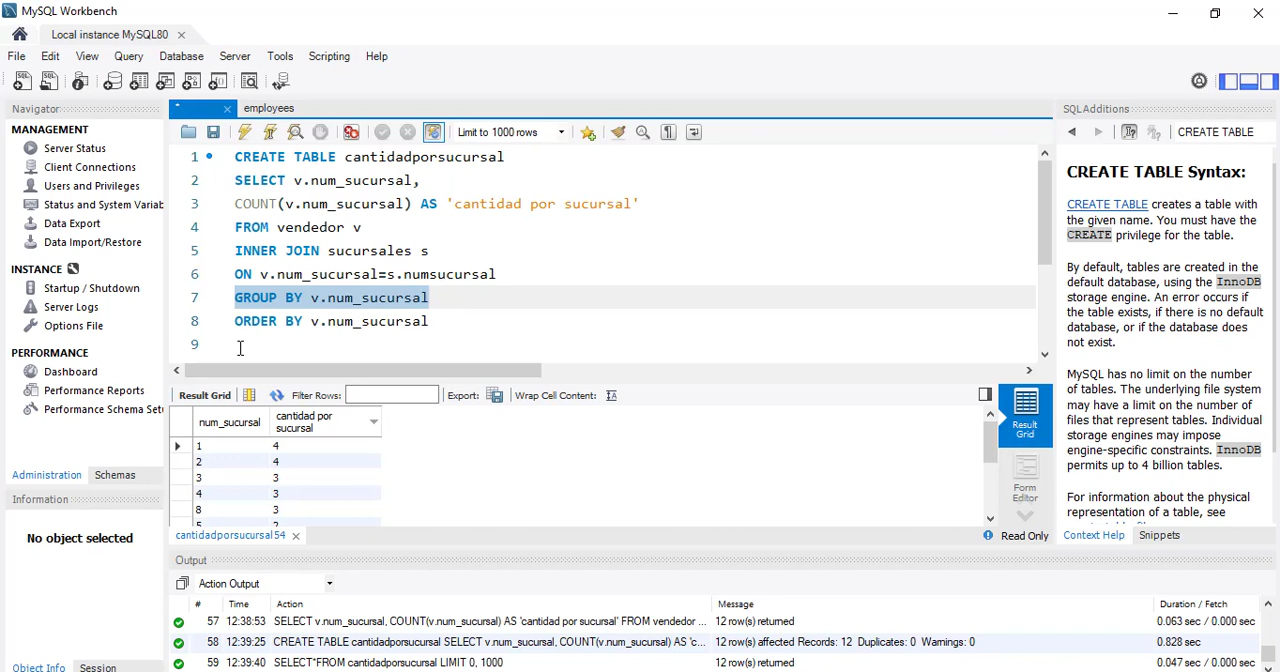 MySQL Workbench
Local instance MySQL80
File Edit View Query Database Server Tools Scripting Help
Navigator
MANAGEMENT
Server Status
Client Connections
Users and Privileges
Status and System Variab
Data Export
Data Import/Restore
INSTANCE
Startup / Shutdown
Server Logs
Options File
PERFORMANCE
Dashboard
Performance Reports
Performance Schema Setu
Administration Schemas
Information
No object selected
Object Info Session
employees
Limit to 1000 rows
1 CREATE TABLE cantidadporsucursal
2 SELECT v.num_sucursal,
3 COUNT(v.num_sucursal) AS 'cantidad por sucursal'
4 FROM vendedor v
5 INNER JOIN sucursales s
6 ON v.num_sucursal=s.numsucursal
7 GROUP BY v.num_sucursal
8 ORDER BY v.num_sucursal
9
Result Grid Filter Rows: Export: Wrap Cell Content:
num_sucursal cantidad por sucursal
1 4
2 4
3 3
4 3
8 3
5 2
Result Grid
Form Editor
cantidadporsucursal54
Read Only
Output
Action Output
# Time Action Message Duration / Fetch
57 12:38:53 SELECT v.num_sucursal, COUNT(v.num_sucursal) AS 'cantidad por sucursal' FROM vendedor ... 12 row(s) returned 0.063 sec / 0.000 sec
58 12:39:25 CREATE TABLE cantidadporsucursal SELECT v.num_sucursal, COUNT(v.num_sucursal) AS 'c... 12 row(s) affected Records: 12 Duplicates: 0 Warnings: 0 0.828 sec
59 12:39:40 SELECT*FROM cantidadporsucursal LIMIT 0, 1000 12 row(s) returned 0.047 sec / 0.000 sec
SQLAdditions
CREATE TABLE
CREATE TABLE Syntax:
CREATE TABLE creates a table with
the given name. You must have the
CREATE privilege for the table.
By default, tables are created in the
default database, using the InnoDB
storage engine. An error occurs if
the table exists, if there is no default
database, or if the database does
not exist.
MySQL has no limit on the number
of tables. The underlying file system
may have a limit on the number of
files that represent tables. Individual
storage engines may impose
engine-specific constraints. InnoDB
permits up to 4 billion tables.
For information about the physical
representation of a table, see
Context Help Snippets